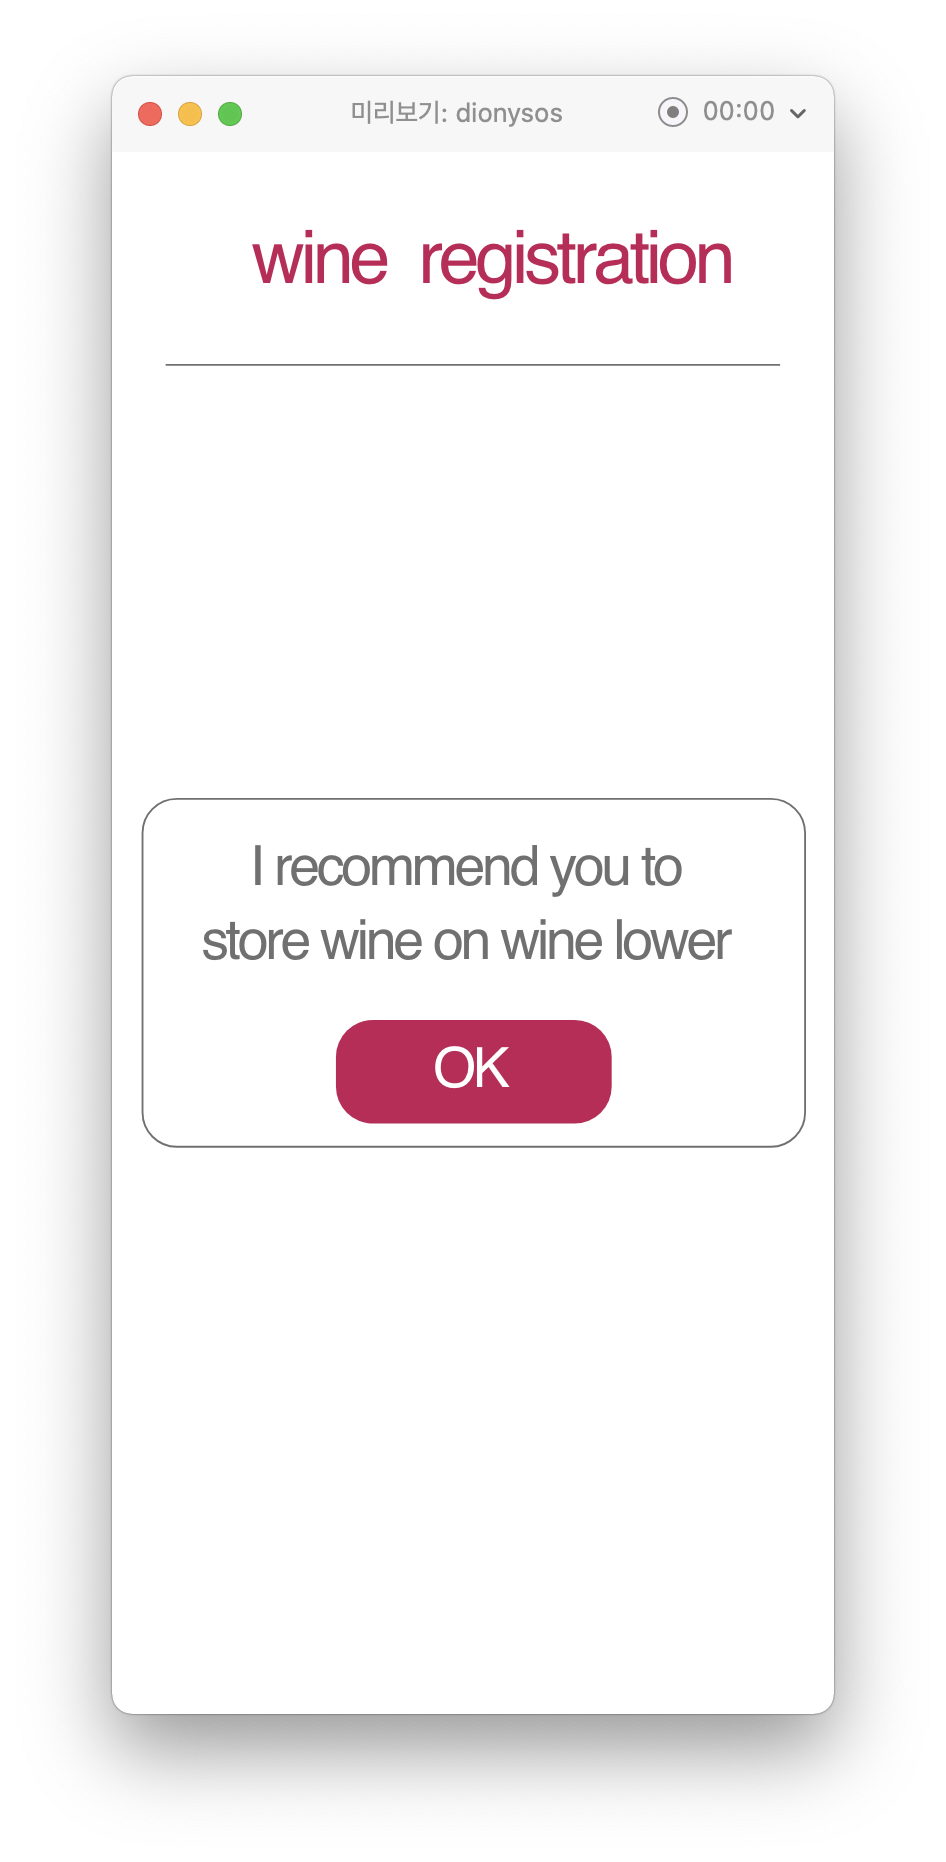 미리보기: dionysos 00:00
wine registration
I recommend you to
store wine on wine lower
OK